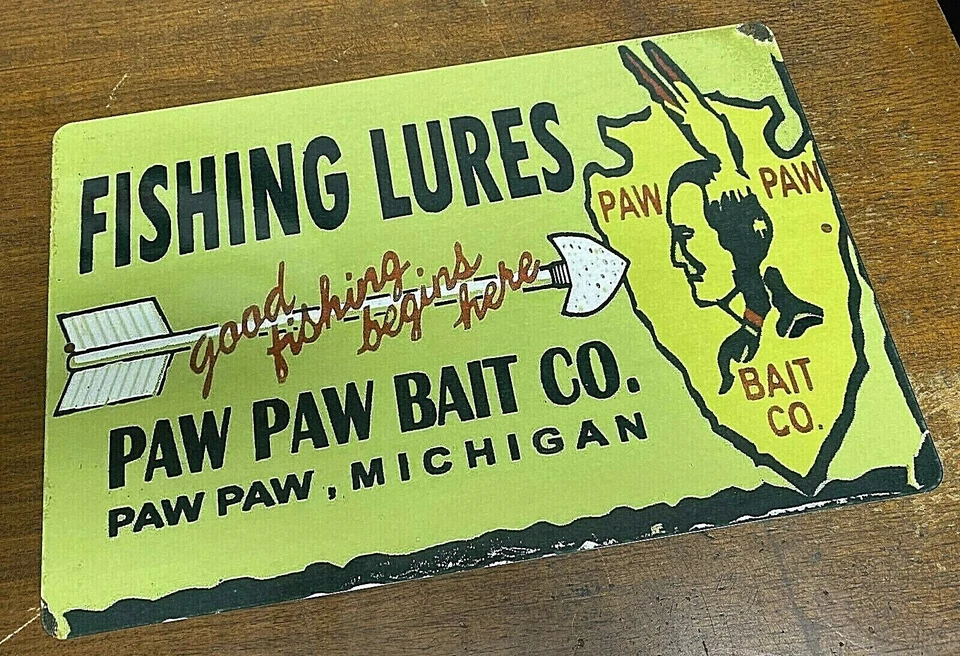 FISHING LURES
good fishing begins here
PAW PAW BAIT CO.
PAW PAW, MICHIGAN
PAW PAW
BAIT
CO.